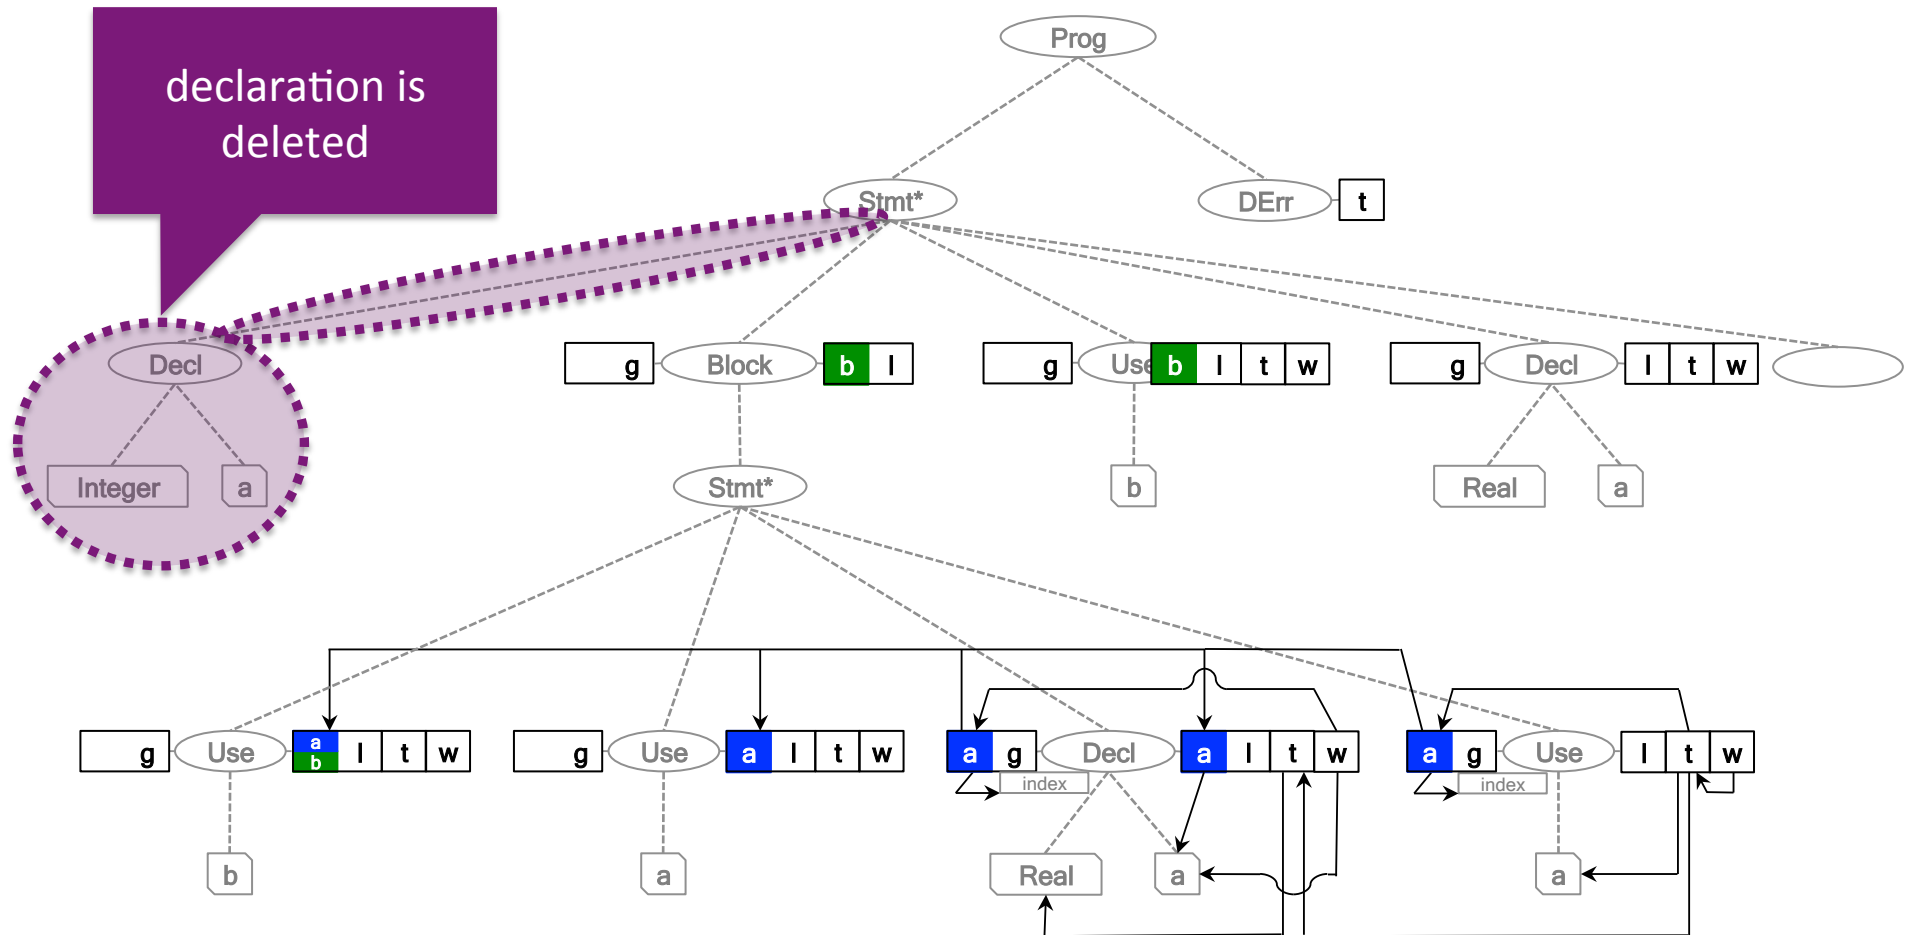 declaration is
deleted
Prog
Stmt*
DErr t
Decl
g Block b l
g Use b l t w
g Decl l t w
Integer a
Stmt*
b
Real a
g Use a b l t w
g Use a l t w
a g Decl a l t w
a g Use l t w
index
index
b
a
Real a
a